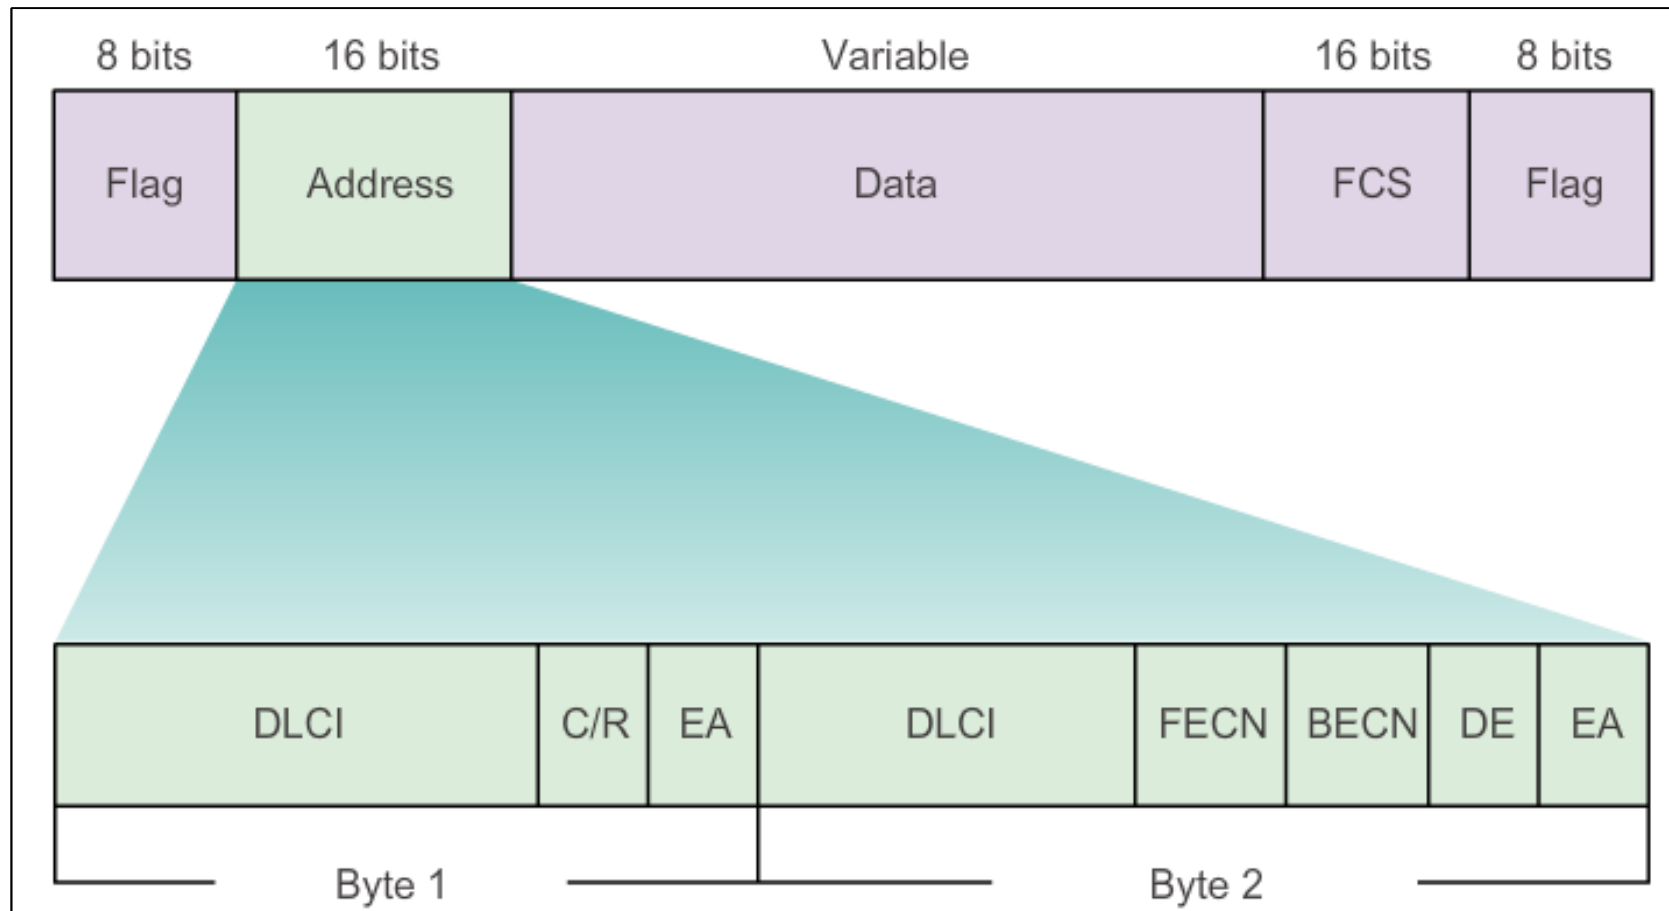 8 bits 16 bits Variable 16 bits 8 bits
Flag Address Data FCS Flag
DLCI C/R EA DLCI FECN BECN DE EA
Byte 1 Byte 2